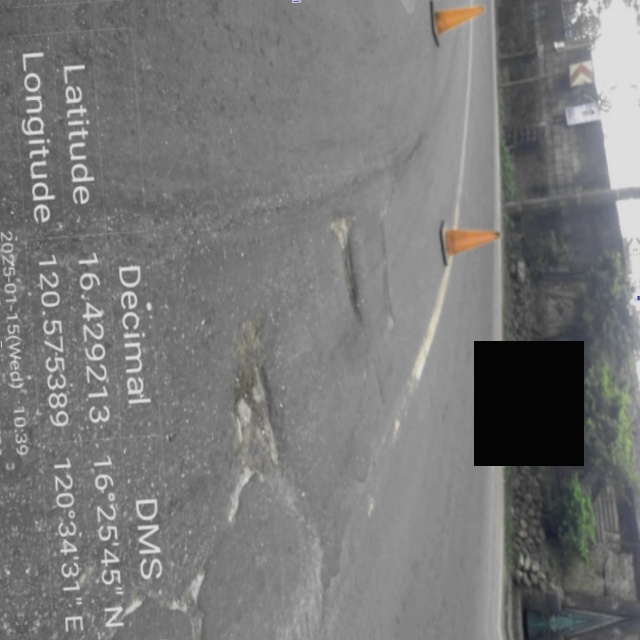 Decimal DMS
Latitude 16.429213 16°25'45" N
Longitude 120.575389 120°34'31" E
2025-01-15(Wed) 10:39